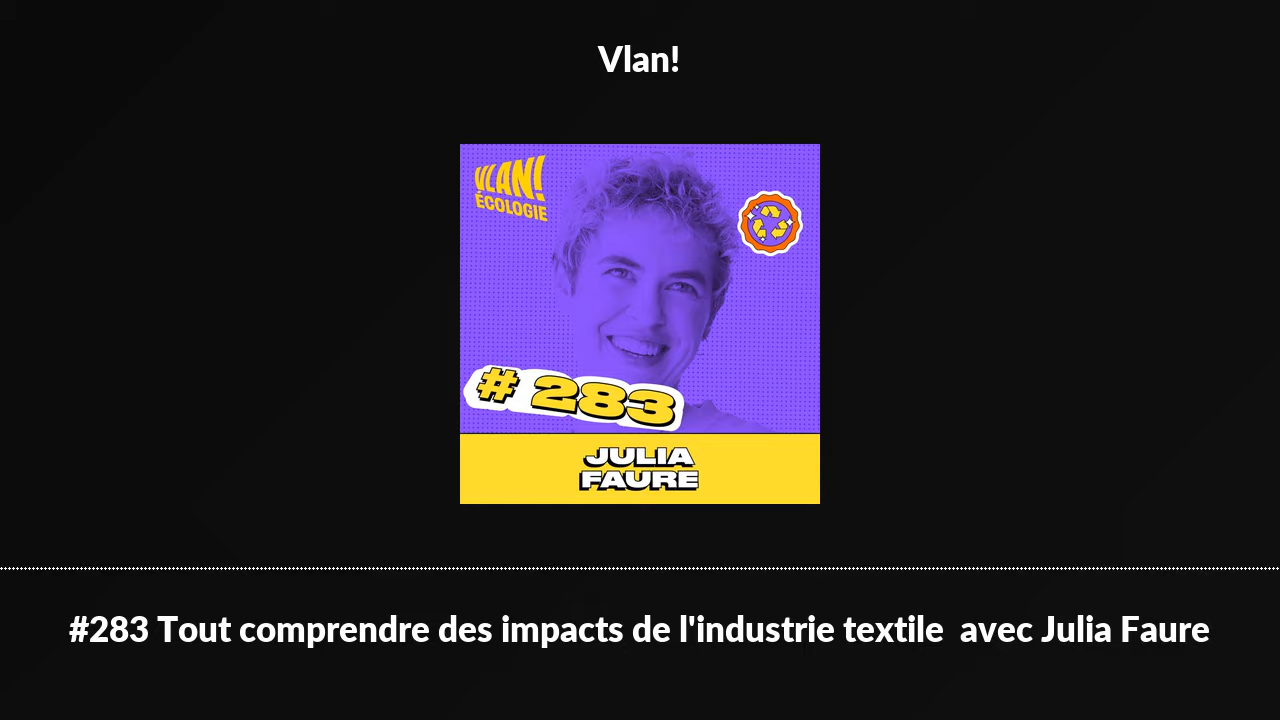 Vlan!
VLAN!
ÉCOLOGIE
# 283
JULIA
FAURE
#283 Tout comprendre des impacts de l'industrie textile  avec Julia Faure